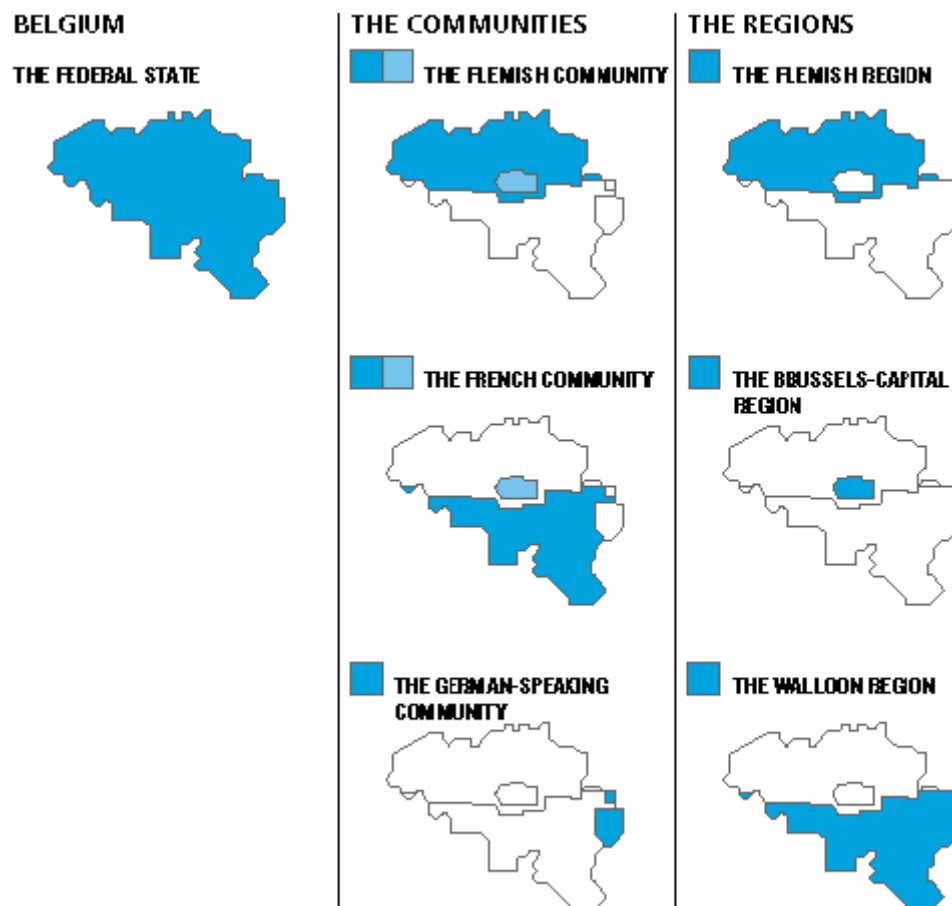 BELGIUM
THE FEDERAL STATE
THE COMMUNITIES
THE FLEMISH COMMUNITY
THE FRENCH COMMUNITY
THE GERMAN-SPEAKING
COMMUNITY
THE REGIONS
THE FLEMISH REGION
THE BBUSSELS-CAPITAL
REGION
THE WALLOON REGION